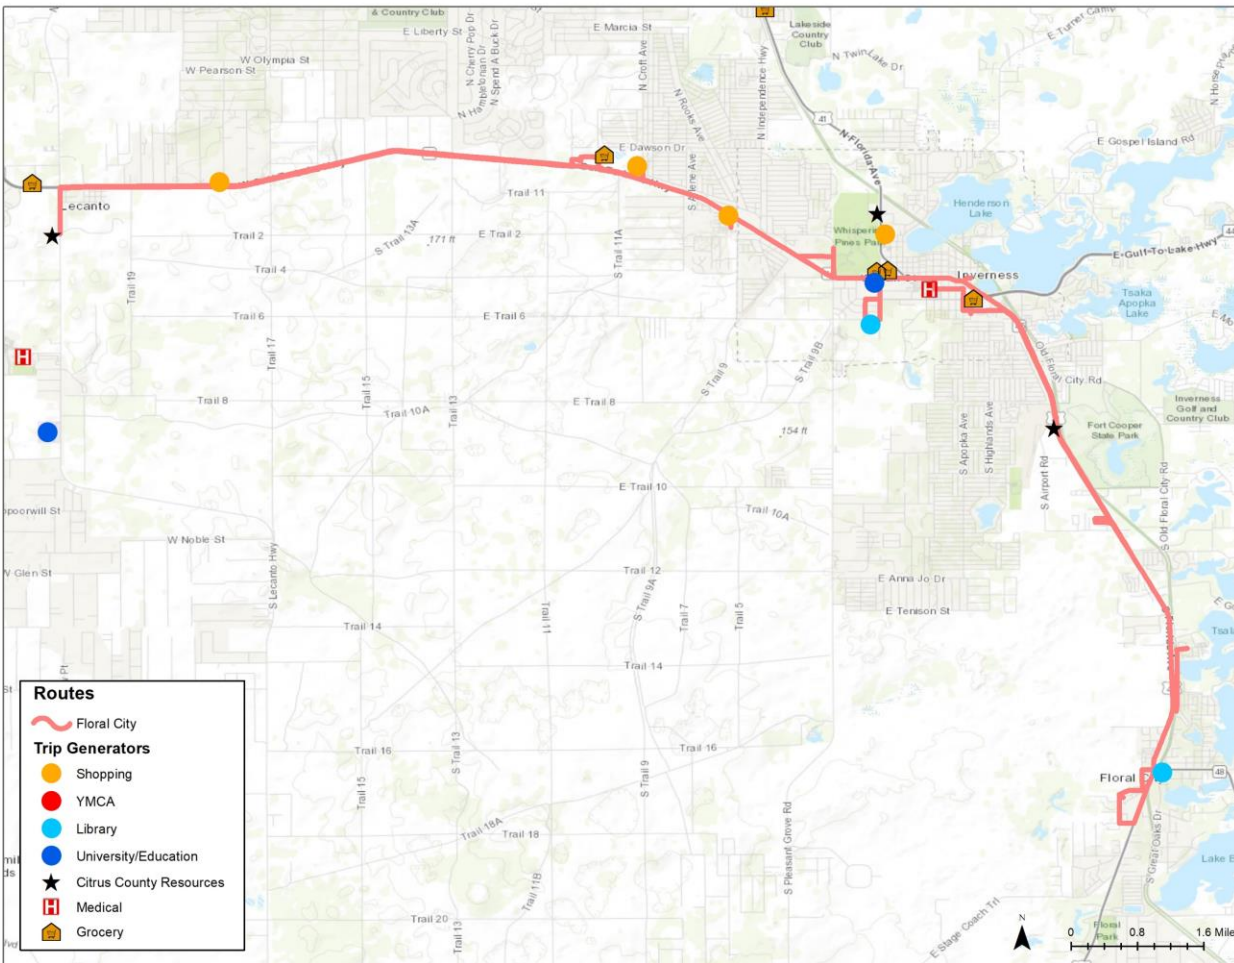 & Country Club
E Liberty St
E Marcia St
Lakeside
Country
Club
E Turner Camp
N Cherry Pop Dr
N Hambletonian Dr
N Spend A Buck Dr
N Croft Ave
N Independence Hwy
N Twin Lake Dr
W Olympia St
W Pearson St
N Rooks Ave
41
N Florida Ave
E Gospel Island Rd
E Dawson Dr
S Arlene Ave
Trail 11
Lecanto
Henderson
Lake
Whispering
Pines Park
44
E Gulf To Lake Hwy
Trail 2
S Trail 13A
171 ft
E Trail 2
S Trail 11A
Trail 4
Trail 19
Inverness
Tsala
Apopka
Lake
Trail 6
E Trail 6
Trail 17
Trail 15
S Trail 9
S Trail 9B
Old Floral
City Rd
Trail 8
Trail 10A
Trail 13
E Trail 8
154 ft
S Apopka Ave
S Highlands Ave
Inverness
Golf and
Country Club
Fort Cooper
State Park
E Trail 10
S Airport Rd
S Old Floral City Rd
ppoorwill St
Trail 10A
W Noble St
W Glen St
S Lecanto Hwy
Trail 12
S Trail 9A
Trail 7
Trail 5
E Anna Jo Dr
E Tenison St
Trail 11
Trail 14
Trail 14
Tsala
Routes
Floral City
Trip Generators
Shopping
YMCA
Library
University/Education
Citrus County Resources
Medical
Grocery
Trail 16
S Trail 13
Trail 16
Trail 15
S Trail 9
S Pleasant Grove Rd
Floral
48
Trail 18A
Trail 18
S Great Oaks Dr
Trail 11B
Trail 20
Trail 13
E Stage Coach Trl
Floral
Park
N
0 0.8 1.6 Mile